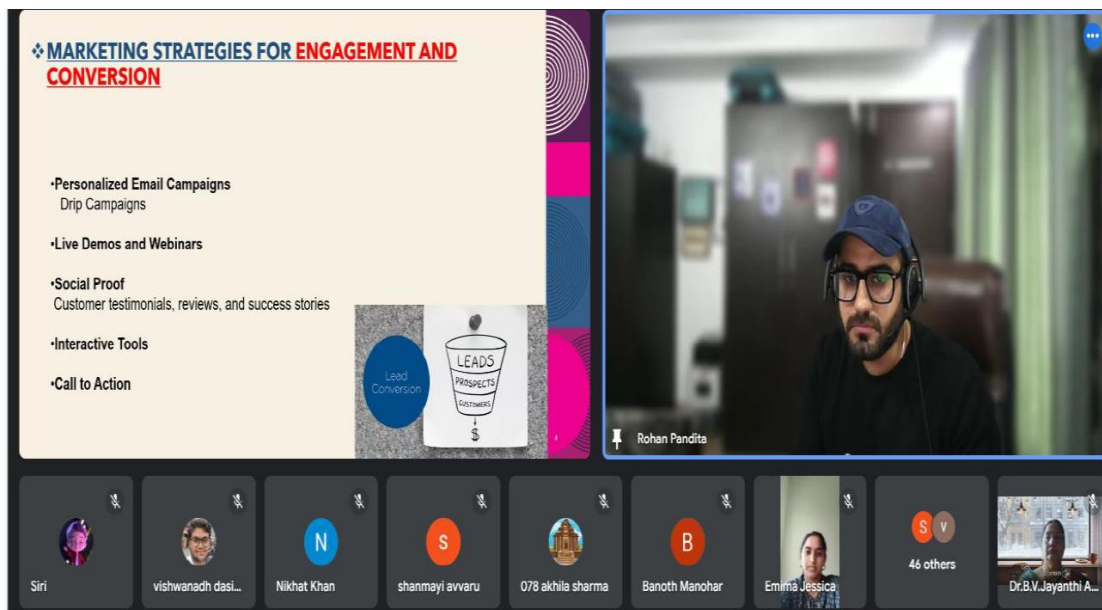 ❖MARKETING STRATEGIES FOR ENGAGEMENT AND
CONVERSION
•Personalized Email Campaigns
Drip Campaigns
•Live Demos and Webinars
•Social Proof
Customer testimonials, reviews, and success stories
•Interactive Tools
•Call to Action
Lead
Conversion
LEADS
PROSPECTS
CUSTOMERS
$
4
Rohan Pandita
Siri
vishwanadh dasi...
N
Nikhat Khan
S
shanmayi avvaru
078 akhila sharma
B
Banoth Manohar
Emima Jessica
S
V
46 others
Dr.B.V.Jayanthi A...